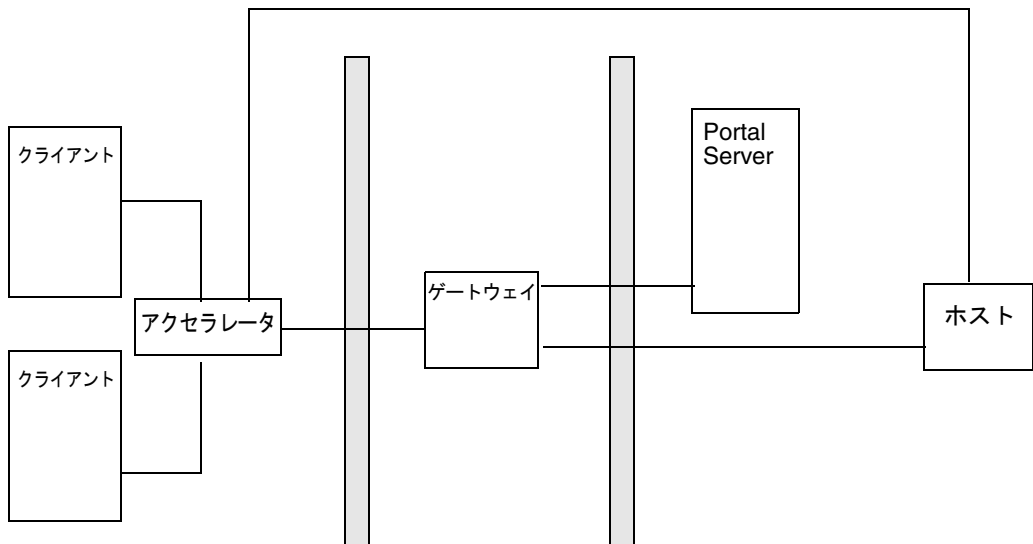 クライアント
アクセラレータ
クライアント
ゲートウェイ
Portal
Server
ホスト